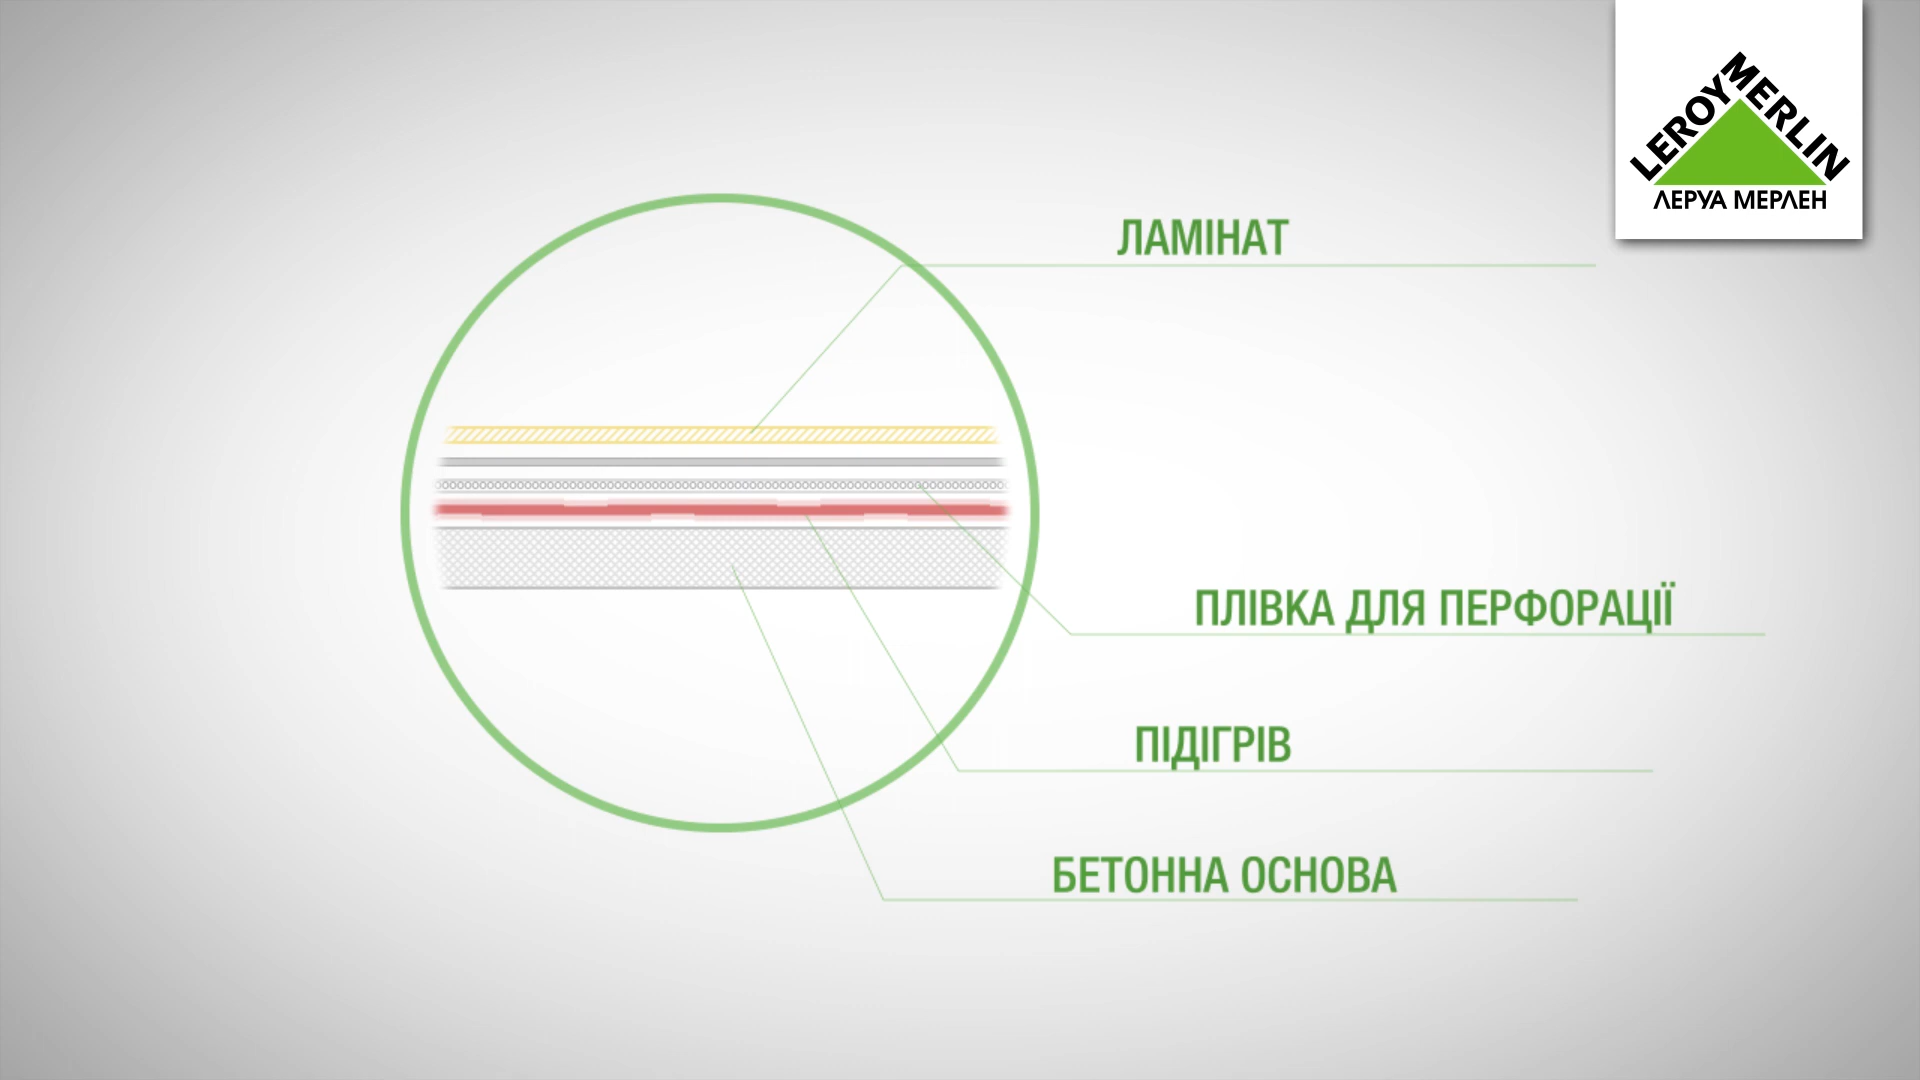 LEROY MERLIN
ЛЕРУА МЕРЛЕН
ЛАМІНАТ
ПЛІВКА ДЛЯ ПЕРФОРАЦІЇ
ПІДІГРІВ
БЕТОННА ОСНОВА